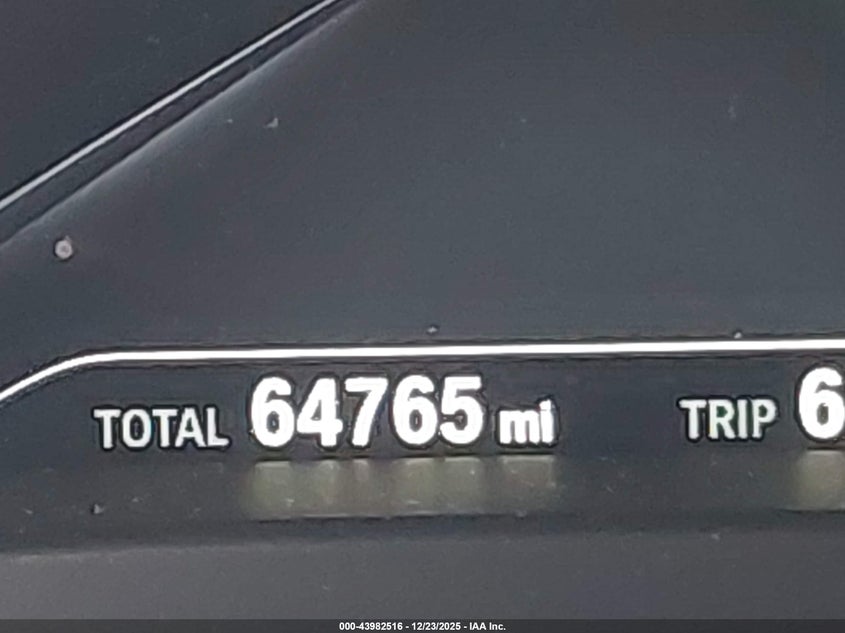 TOTAL 64765 mi TRIP 6
000-43982516 - 12/23/2025 - IAA Inc.